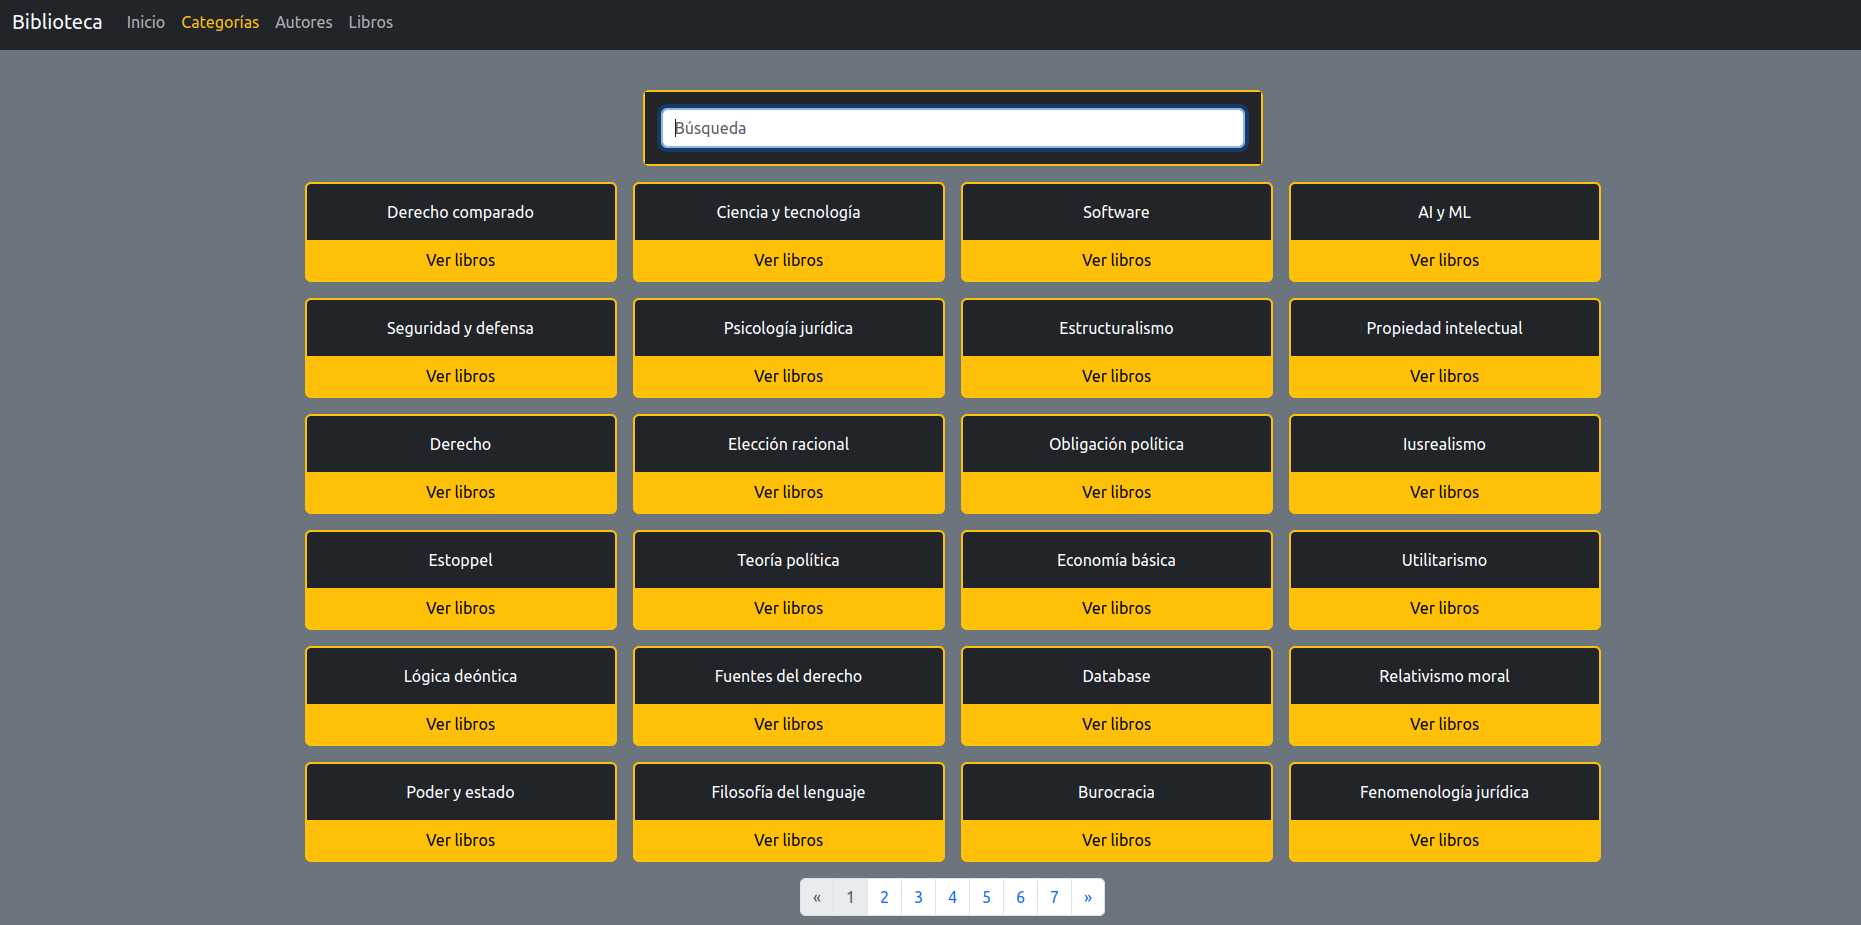 Biblioteca Inicio Categorías Autores Libros
Búsqueda
Derecho comparado Ciencia y tecnología Software AI y ML
Ver libros Ver libros Ver libros Ver libros
Seguridad y defensa Psicología jurídica Estructuralismo Propiedad intelectual
Ver libros Ver libros Ver libros Ver libros
Derecho Elección racional Obligación política Iusrealismo
Ver libros Ver libros Ver libros Ver libros
Estoppel Teoría política Economía básica Utilitarismo
Ver libros Ver libros Ver libros Ver libros
Lógica deóntica Fuentes del derecho Database Relativismo moral
Ver libros Ver libros Ver libros Ver libros
Poder y estado Filosofía del lenguaje Burocracia Fenomenología jurídica
Ver libros Ver libros Ver libros Ver libros
« 1 2 3 4 5 6 7 »